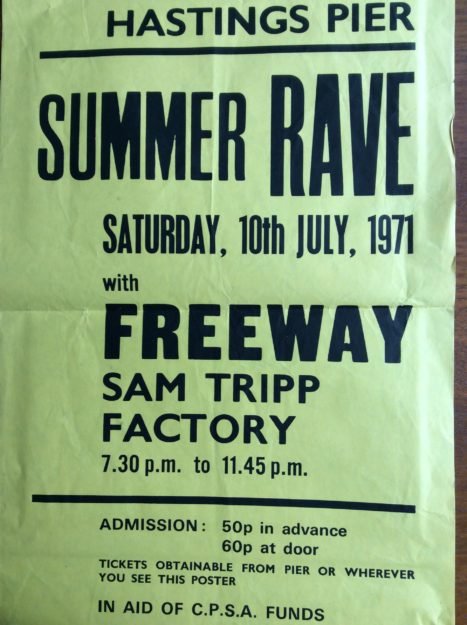 HASTINGS PIER
SUMMER RAVE
SATURDAY, 10th JULY, 1971
with
FREEWAY
SAM TRIPP
FACTORY
7.30 p.m. to 11.45 p.m.
ADMISSION : 50p in advance
60p at door
TICKETS OBTAINABLE FROM PIER OR WHEREVER
YOU SEE THIS POSTER
IN AID OF C.P.S.A. FUNDS